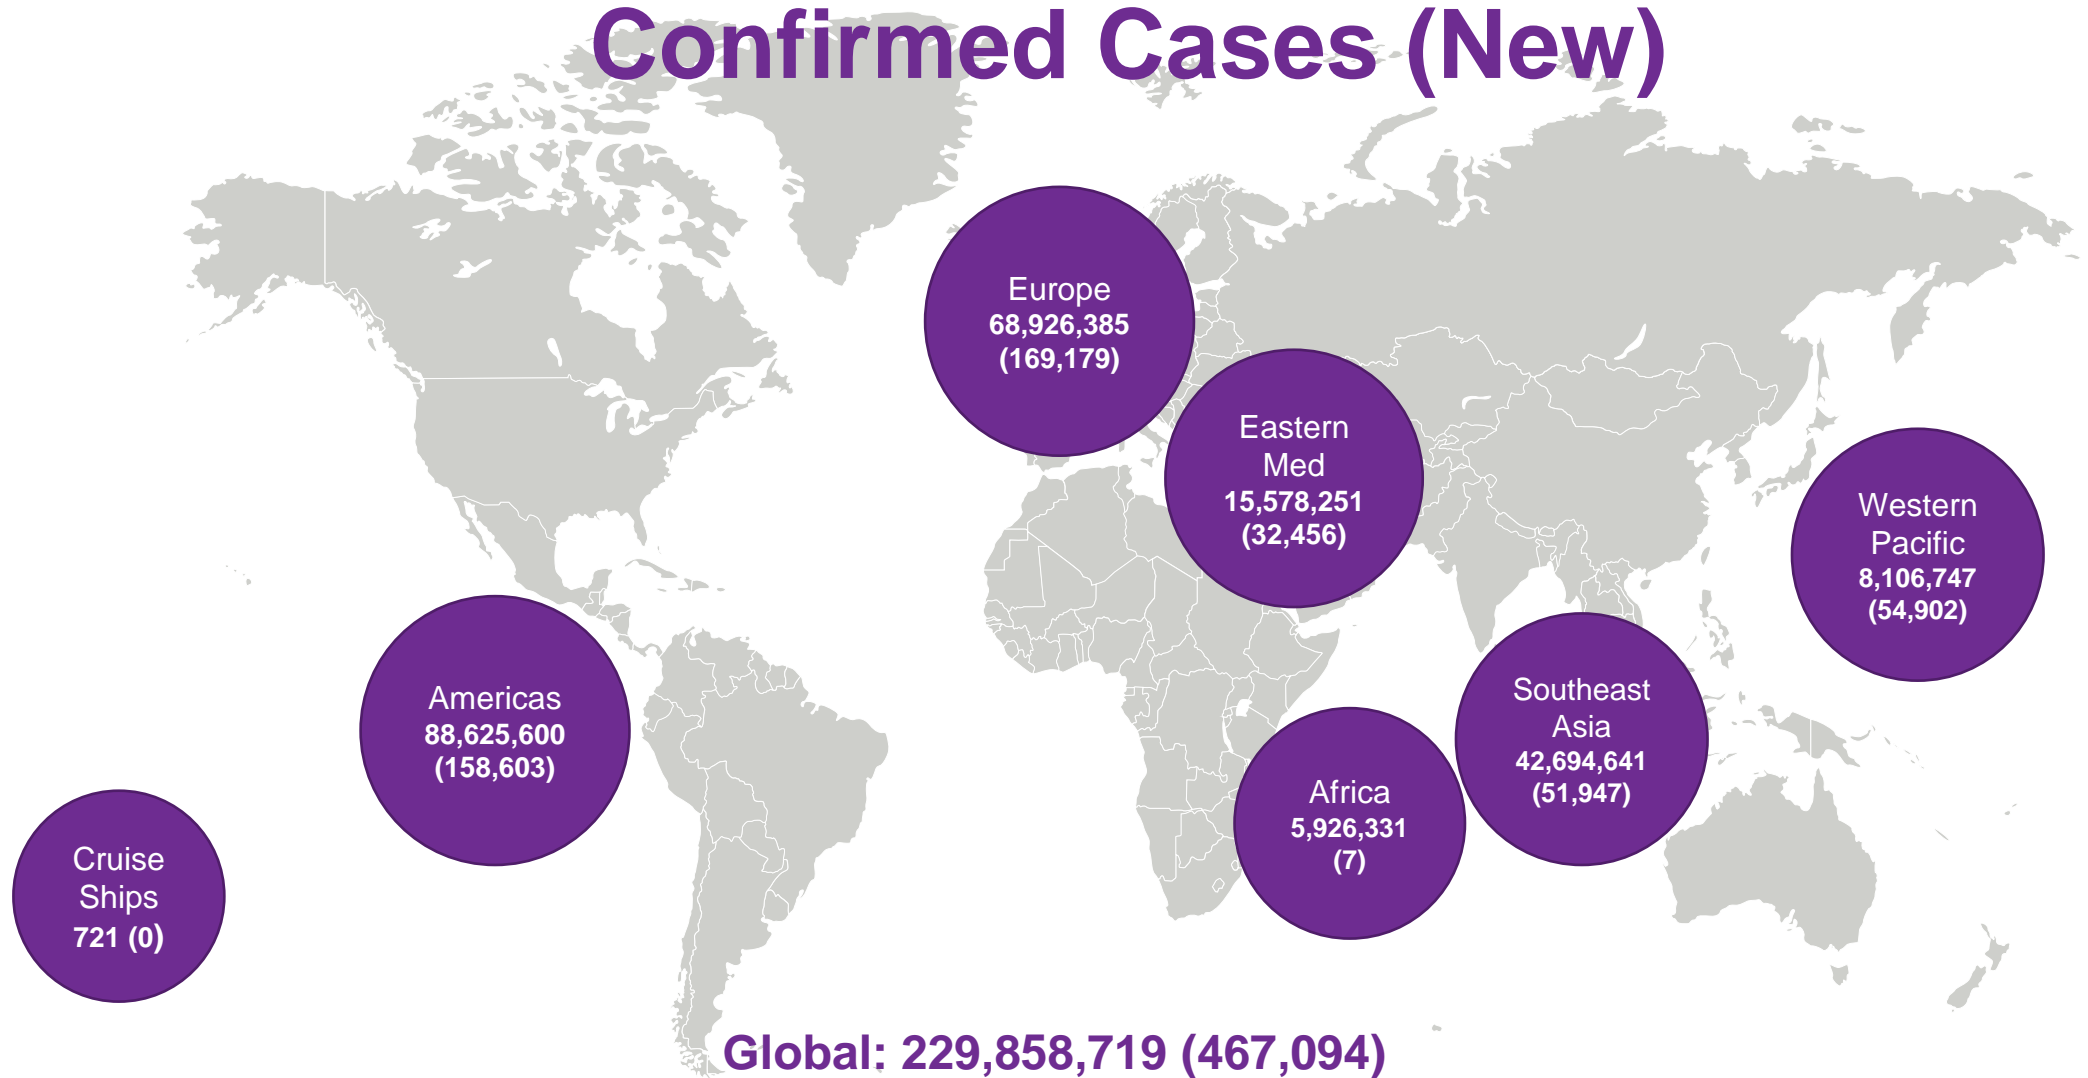 Confirmed Cases (New)
Europe
68,926,385
(169,179)
Eastern
Med
15,578,251
(32,456)
Western
Pacific
8,106,747
(54,902)
Americas
88,625,600
(158,603)
Southeast
Asia
42,694,641
(51,947)
Africa
5,926,331
(7)
Cruise
Ships
721 (0)
Global: 229,858,719 (467,094)